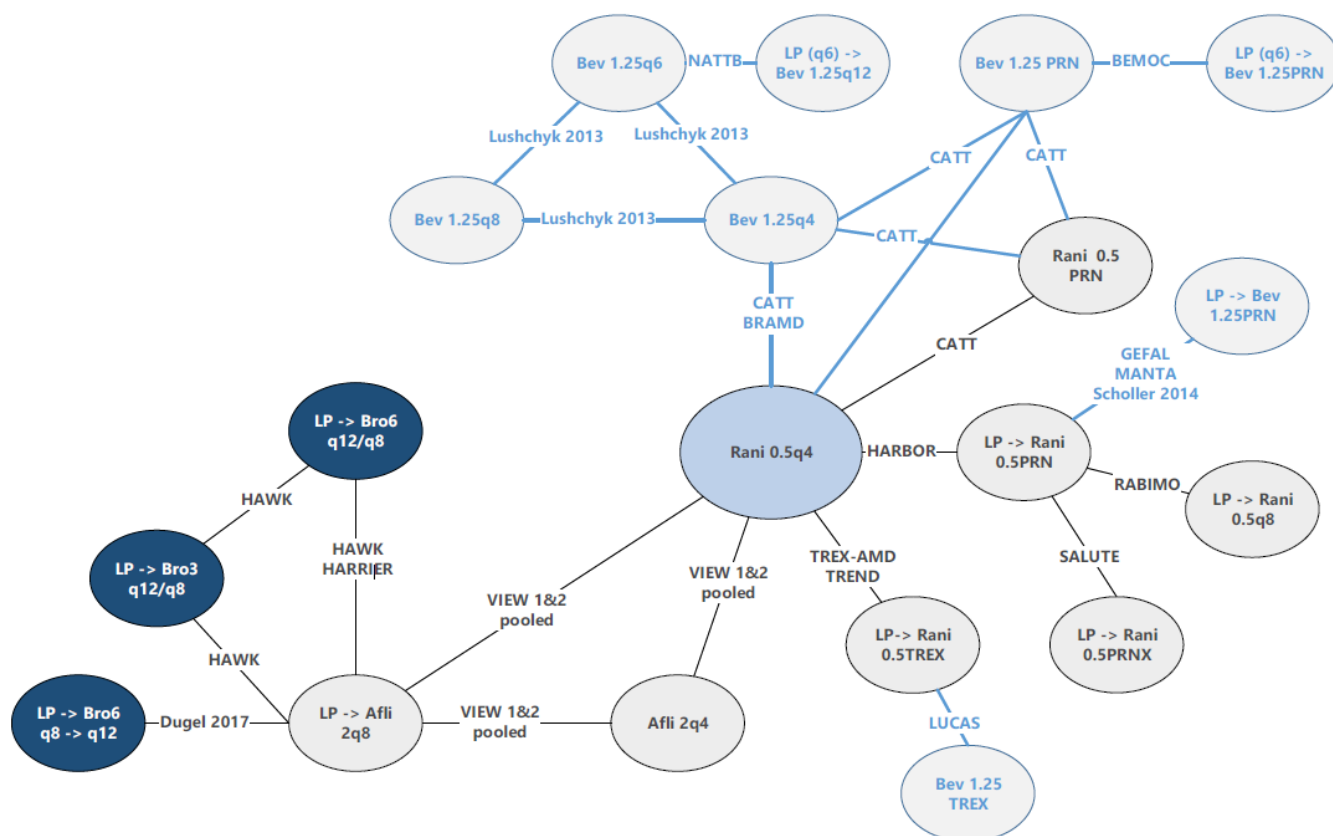 Bev 1.25q6
NATTB
LP (q6) ->
Bev 1.25q12
Bev 1.25 PRN
BEMOC
LP (q6) ->
Bev 1.25PRN
Lushchyk 2013
Lushchyk 2013
CATT
CATT
Bev 1.25q8
Lushchyk 2013
Bev 1.25q4
CATT
Rani 0.5
PRN
CATT
BRAMD
LP -> Bev
1.25PRN
CATT
GEFAL
MANTA
Scholler 2014
LP -> Bro6
q12/q8
Rani 0.5q4
HARBOR
LP -> Rani
0.5PRN
RABIMO
LP -> Rani
0.5q8
HAWK
HAWK
HARRIER
LP -> Bro3
q12/q8
VIEW 1&2
pooled
VIEW 1&2
pooled
TREX-AMD
TREND
SALUTE
HAWK
LP-> Rani
0.5TREX
LP -> Rani
0.5PRNX
LP -> Bro6
q8 -> q12
Dugel 2017
LP -> Afli
2q8
VIEW 1&2
pooled
Afli 2q4
LUCAS
Bev 1.25
TREX